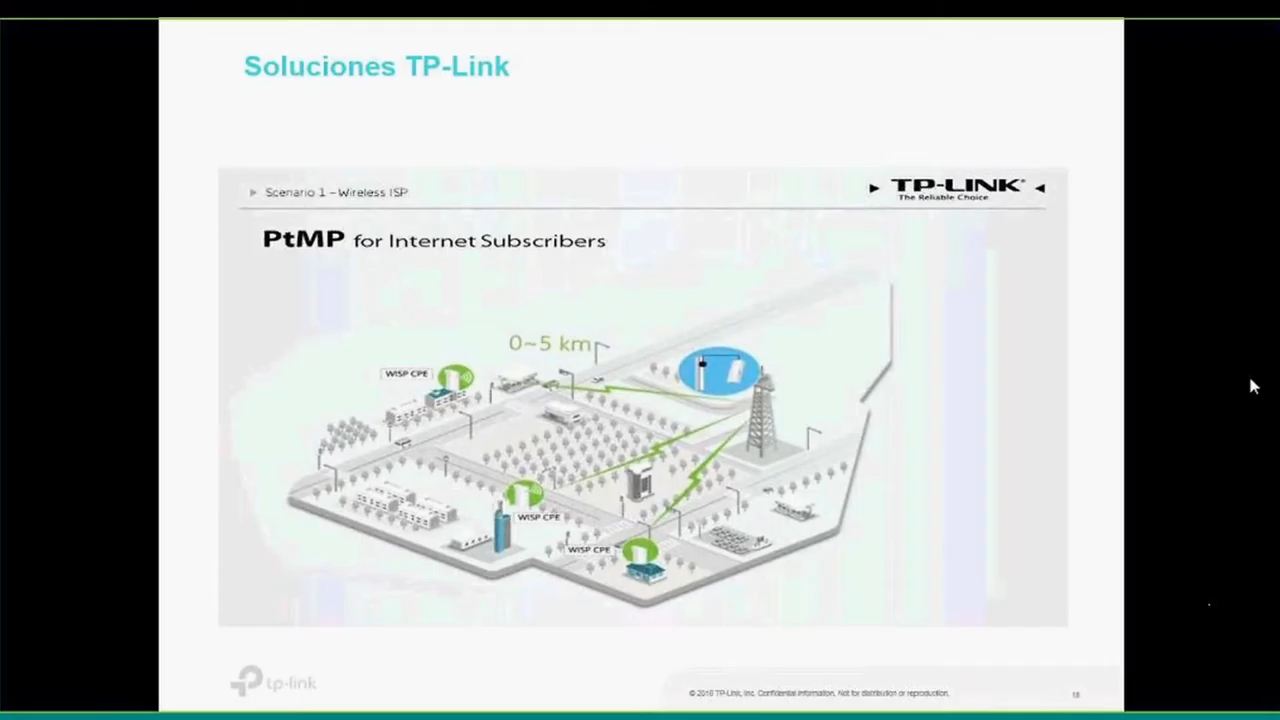 Soluciones TP-Link
Scenario 1 – Wireless ISP
TP-LINK®
The Reliable Choice
PtMP for Internet Subscribers
0~5 km
WISP CPE
WISP CPE
WISP CPE
tp-link
© 2016 TP-Link, Inc. Confidential Information. Not for distribution or reproduction.
18